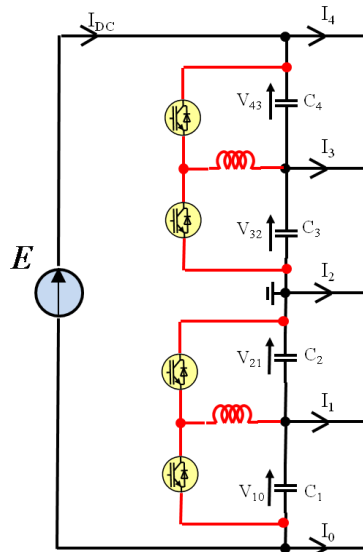 I_DC I_4
V_43 C_4
I_3
V_32 C_3
E
I_2
V_21 C_2
I_1
V_10 C_1
I_0